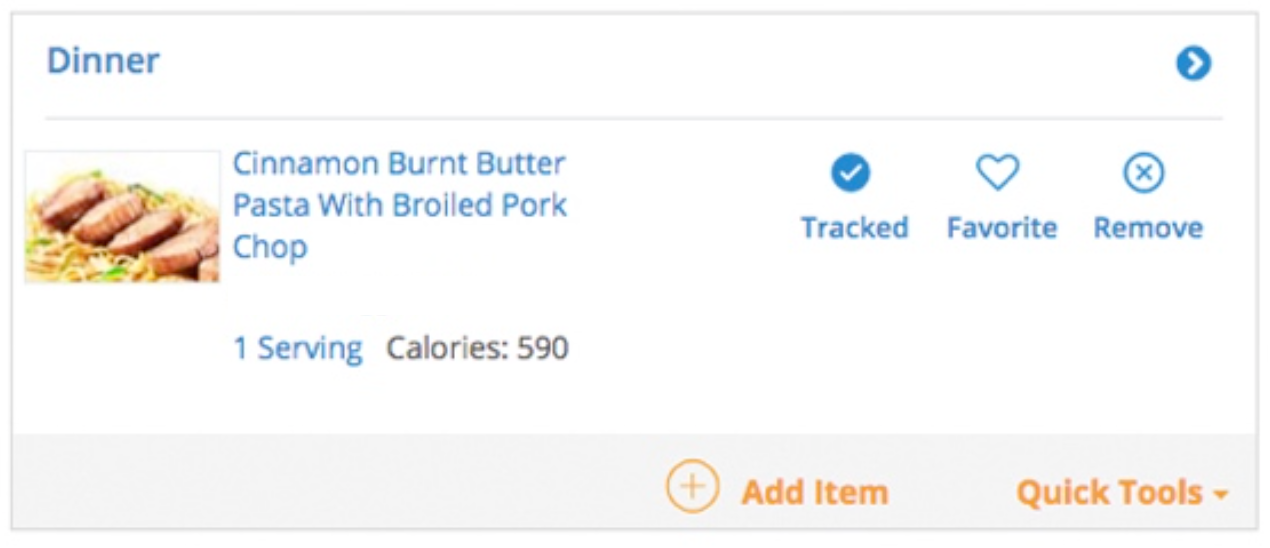 Dinner
Cinnamon Burnt Butter
Pasta With Broiled Pork
Chop
Tracked
Favorite
Remove
1 Serving Calories: 590
Add Item
Quick Tools